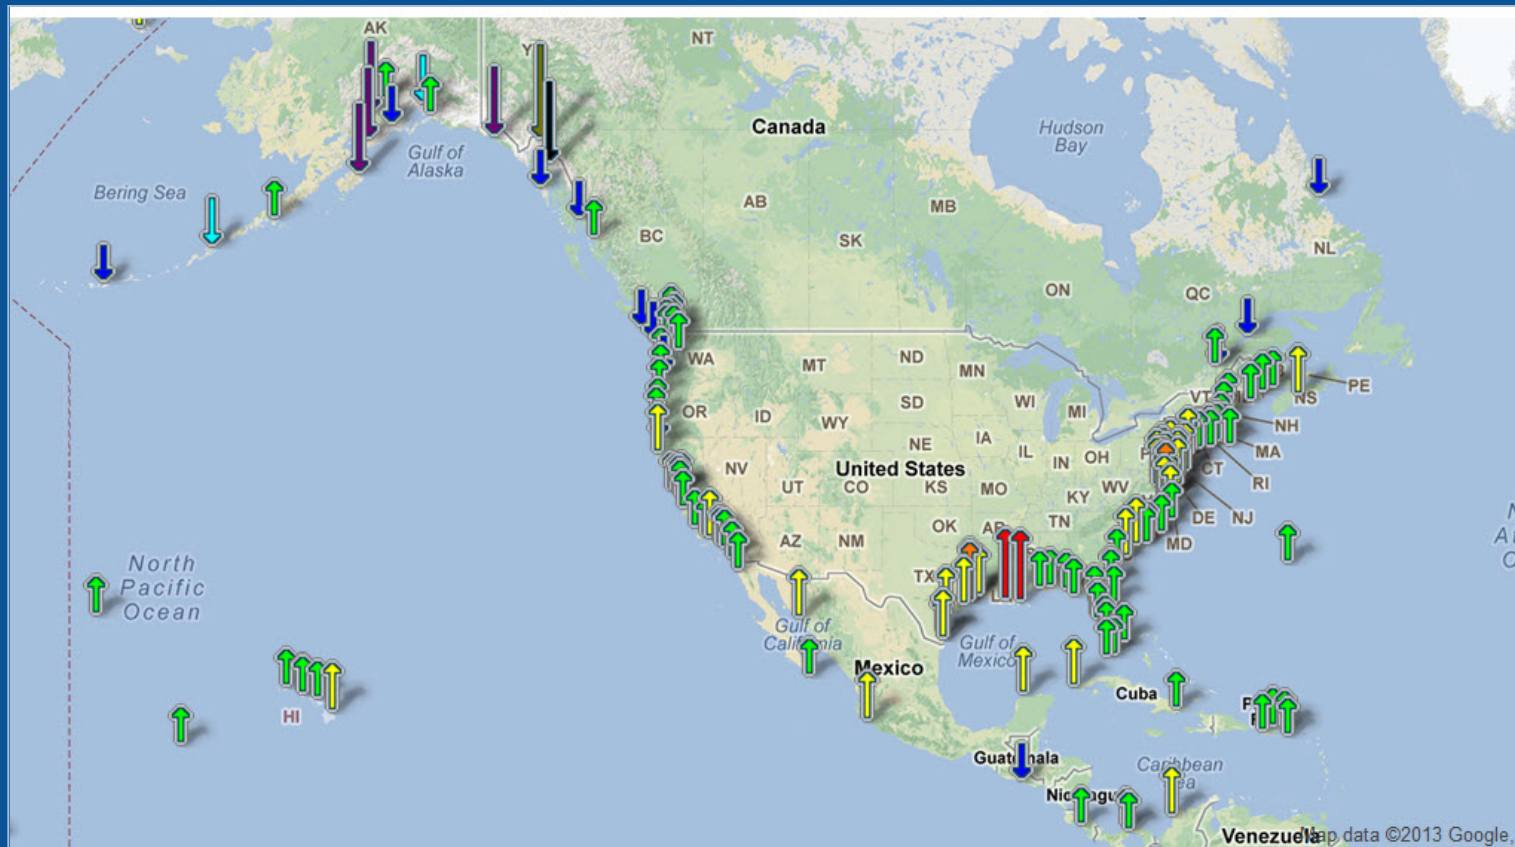 AK
NT
Canada
Hudson
Bay
Gulf of
Alaska
Bering Sea
AB
MB
BC
SK
NL
ON
QC
WA
MT
ND
MN
PE
VT
NS
OR
ID
SD
WI
MI
WY
NH
NE
IA
MA
IL
IN
OH
NV
United States
CT
UT
CO
KS
MO
WV
RI
KY
DE
NJ
OK
TN
AZ
NM
MD
North
Pacific
Ocean
TX
Gulf of
California
Gulf of
Mexico
Mexico
Cuba
HI
Guatemala
Caribbean
Sea
Nicaragua
Venezuela
Map data ©2013 Google,